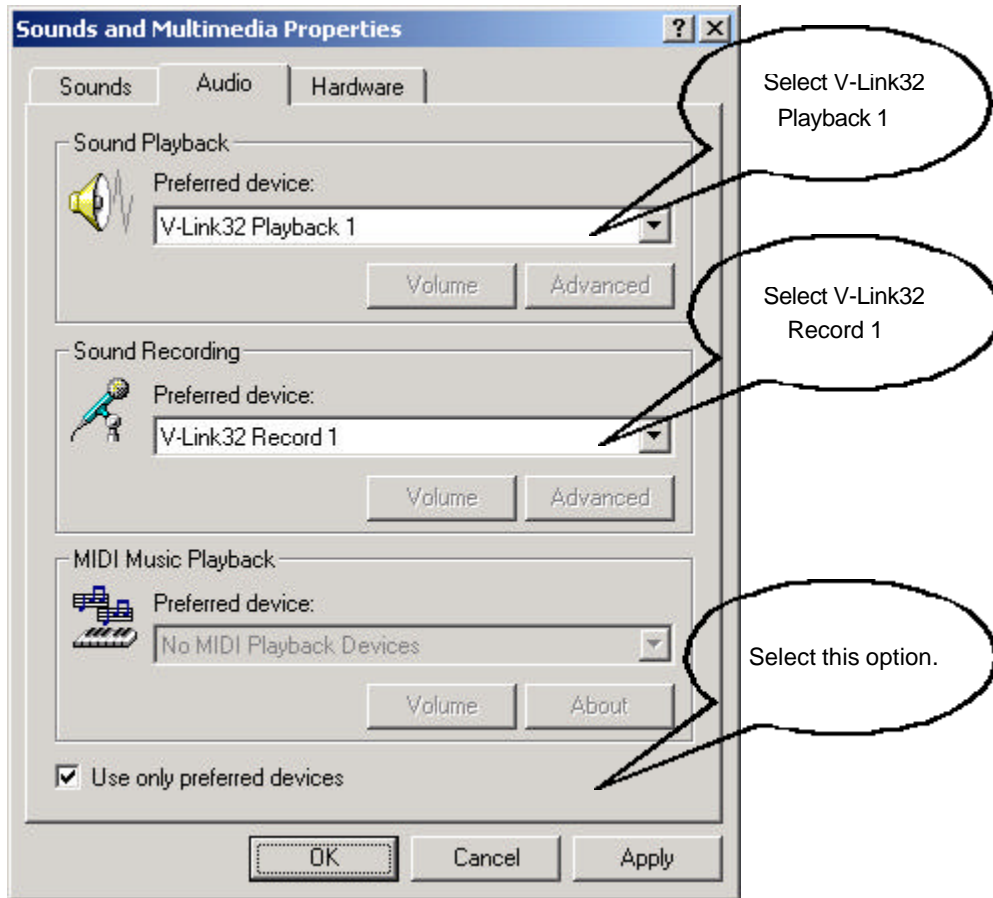 Sounds and Multimedia Properties
Sounds
Audio
Hardware
Sound Playback
Preferred device:
V-Link32 Playback 1
Volume
Advanced
Select V-Link32
Playback 1
Sound Recording
Preferred device:
V-Link32 Record 1
Volume
Advanced
Select V-Link32
Record 1
MIDI Music Playback
Preferred device:
No MIDI Playback Devices
Volume
About
Use only preferred devices
Select this option.
OK
Cancel
Apply